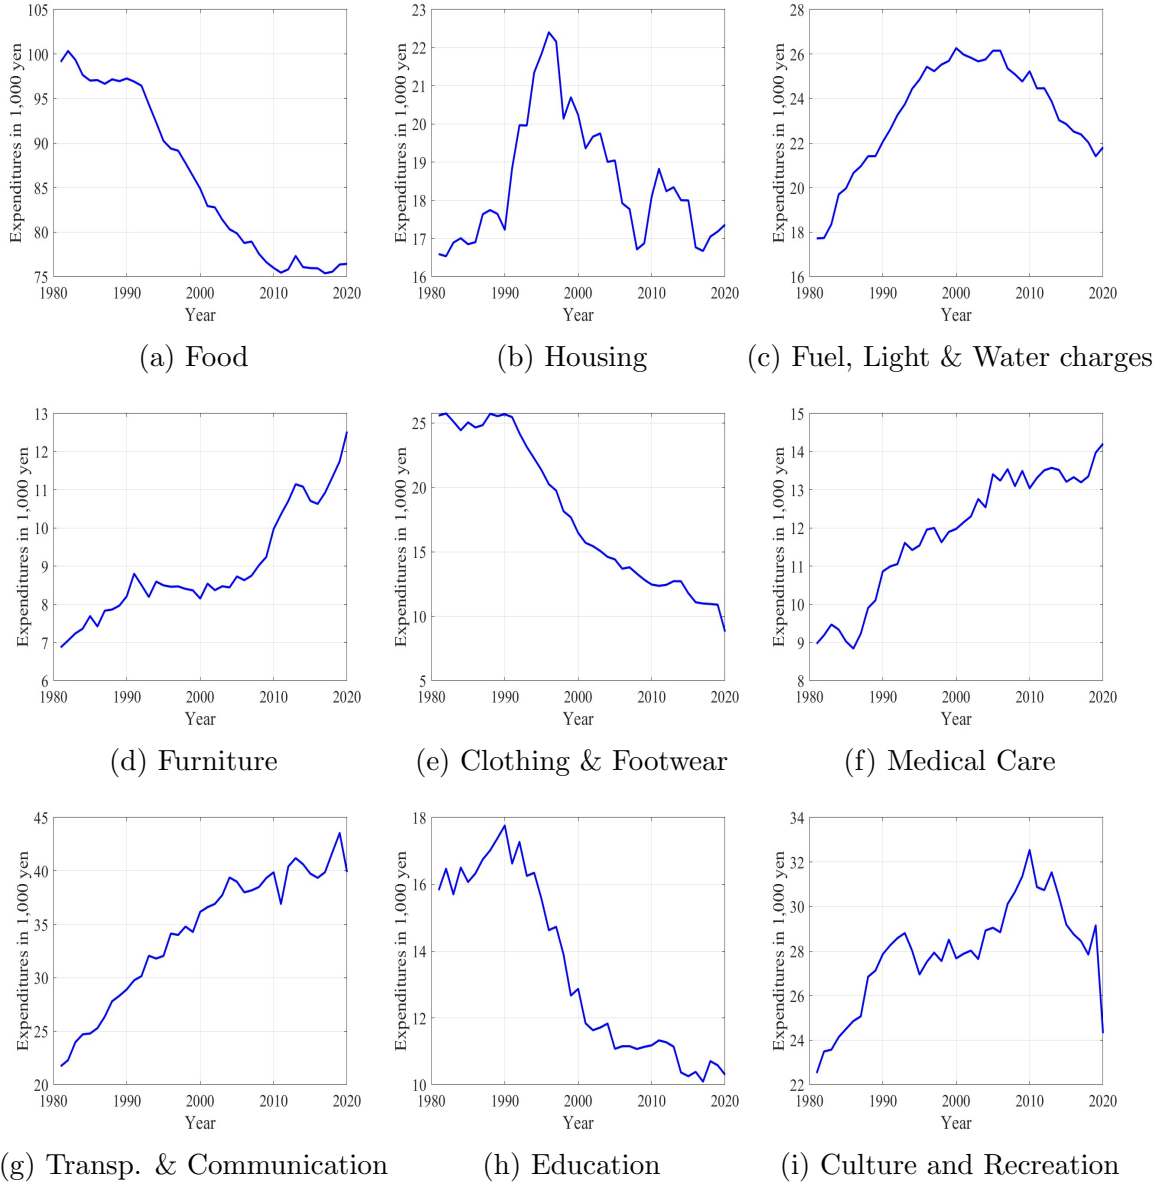 Expenditures in 1,000 yen
105
100
95
90
85
80
75
1980 1990 2000 2010 2020
Year
(a) Food
Expenditures in 1,000 yen
23
22
21
20
19
18
17
16
1980 1990 2000 2010 2020
Year
(b) Housing
Expenditures in 1,000 yen
28
26
24
22
20
18
16
1980 1990 2000 2010 2020
Year
(c) Fuel, Light & Water charges
Expenditures in 1,000 yen
13
12
11
10
9
8
7
6
1980 1990 2000 2010 2020
Year
(d) Furniture
Expenditures in 1,000 yen
25
20
15
10
5
1980 1990 2000 2010 2020
Year
(e) Clothing & Footwear
Expenditures in 1,000 yen
15
14
13
12
11
10
9
8
1980 1990 2000 2010 2020
Year
(f) Medical Care
Expenditures in 1,000 yen
45
40
35
30
25
20
1980 1990 2000 2010 2020
Year
(g) Transp. & Communication
Expenditures in 1,000 yen
18
16
14
12
10
1980 1990 2000 2010 2020
Year
(h) Education
Expenditures in 1,000 yen
34
32
30
28
26
24
22
1980 1990 2000 2010 2020
Year
(i) Culture and Recreation